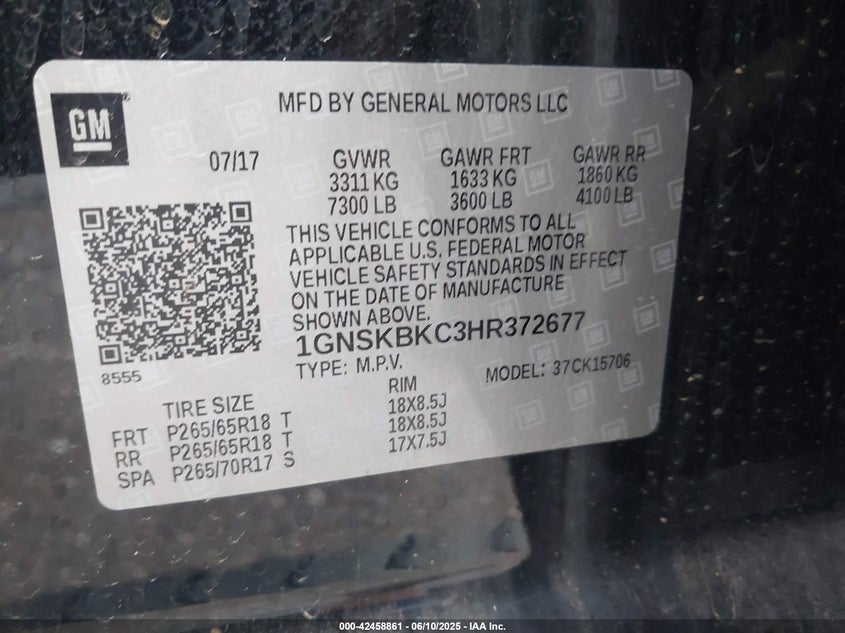 GM
MFD BY GENERAL MOTORS LLC
07/17 GVWR GAWR FRT GAWR RR
3311 KG 1633 KG 1860 KG
7300 LB 3600 LB 4100 LB
THIS VEHICLE CONFORMS TO ALL
APPLICABLE U.S. FEDERAL MOTOR
VEHICLE SAFETY STANDARDS IN EFFECT
ON THE DATE OF MANUFACTURE
SHOWN ABOVE.
1GNSKBKC3HR372677
8555
TYPE: M.P.V. MODEL: 37CK15706
TIRE SIZE RIM
FRT P265/65R18 T 18X8.5J
RR P265/65R18 T 18X8.5J
SPA P265/70R17 S 17X7.5J
000-42458861 - 06/10/2025 - IAA Inc.